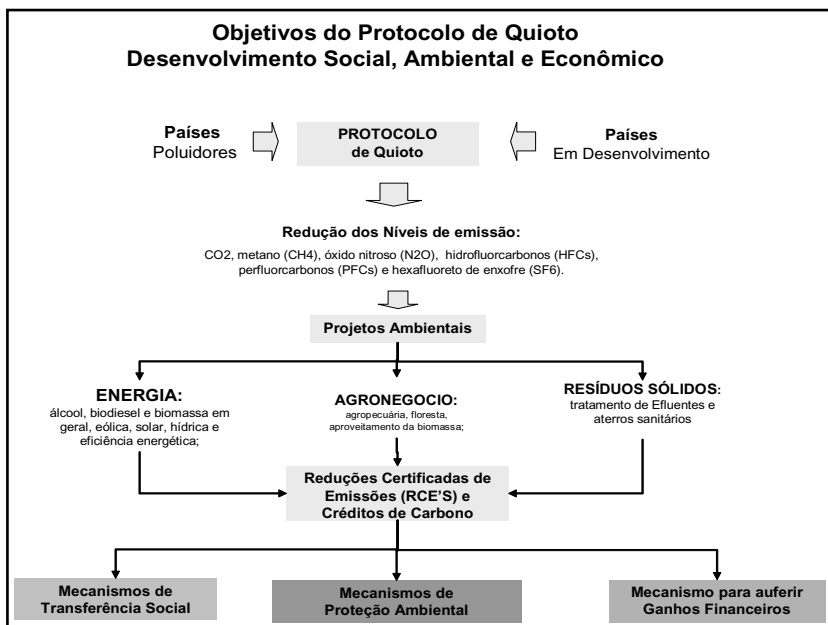 Objetivos do Protocolo de Quioto
Desenvolvimento Social, Ambiental e Econômico
Países
Poluidores
PROTOCOLO
de Quioto
Países
Em Desenvolvimento
Redução dos Níveis de emissão:
CO2, metano (CH4), óxido nitroso (N2O), hidrofluorcarbonos (HFCs),
perfluorcarbonos (PFCs) e hexafluoreto de enxofre (SF6).
Projetos Ambientais
ENERGIA:
álcool, biodiesel e biomassa em
geral, eólica, solar, hídrica e
eficiência energética;
AGRONEGOCIO:
agropecuária, floresta,
aproveitamento da biomassa;
RESÍDUOS SÓLIDOS:
tratamento de Efluentes e
aterros sanitários
Reduções Certificadas de
Emissões (RCE'S) e
Créditos de Carbono
Mecanismos de
Transferência Social
Mecanismos de
Proteção Ambiental
Mecanismo para auferir
Ganhos Financeiros